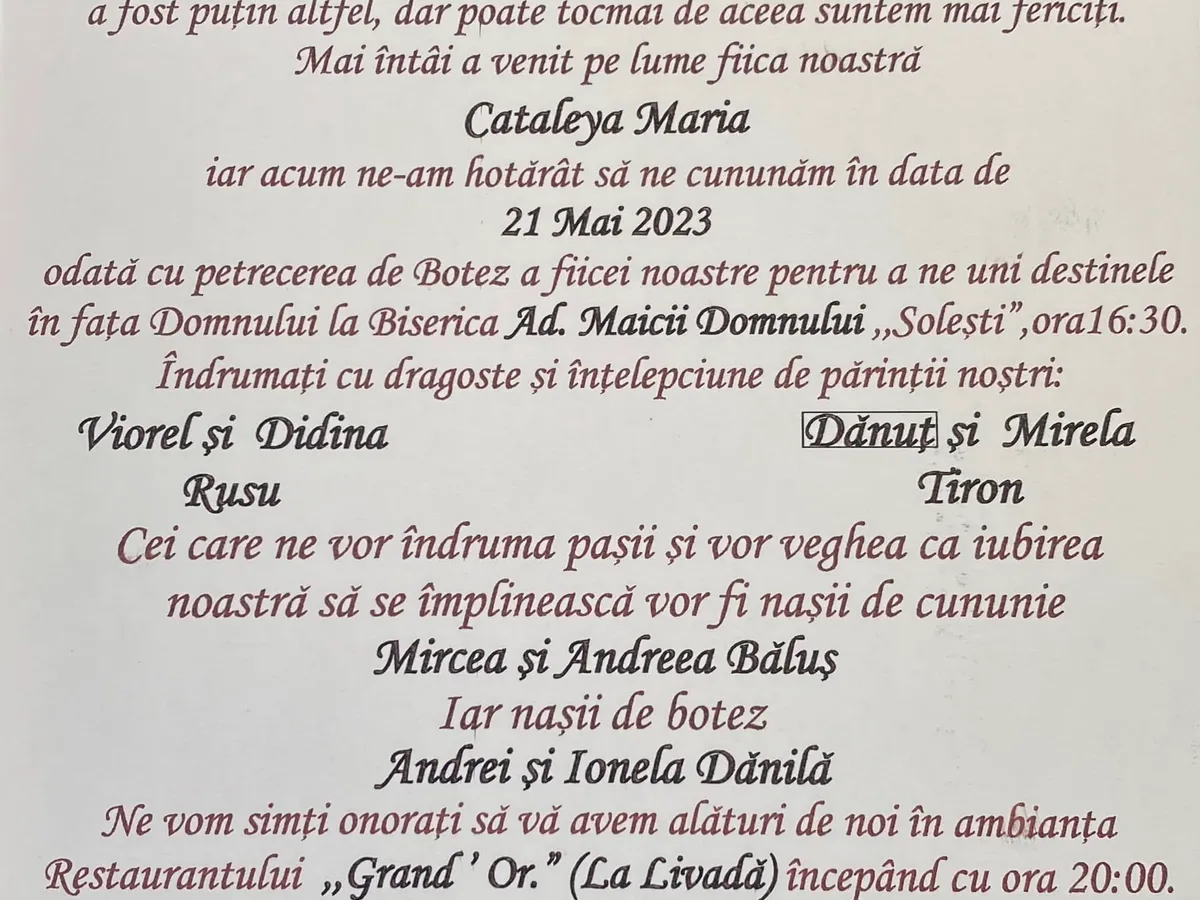 a fost puțin altfel, dar poate tocmai de aceea suntem mai fericiți.
Mai întâi a venit pe lume fiica noastră
Cataleya Maria
iar acum ne-am hotărât să ne cununăm în data de
21 Mai 2023
odată cu petrecerea de Botez a fiicei noastre pentru a ne uni destinele
în fața Domnului la Biserica Ad. Maicii Domnului ,,Solești”,ora16:30.
Îndrumați cu dragoste și înțelepciune de părinții noștri:
Viorel și Didina Dănuț și Mirela
Rusu Tiron
Cei care ne vor îndruma pașii și vor veghea ca iubirea
noastră să se împlinească vor fi nașii de cununie
Mircea și Andreea Băluș
Iar nașii de botez
Andrei și Ionela Dănilă
Ne vom simți onorați să vă avem alături de noi în ambianța
Restaurantului ,,Grand ’ Or.” (La Livadă) începând cu ora 20:00.